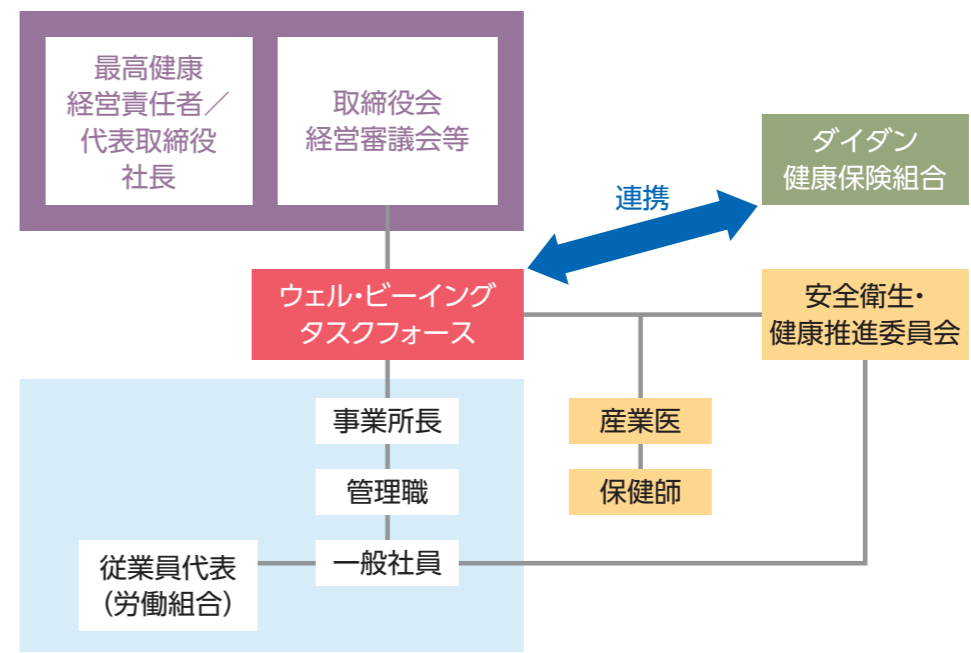 最高健康
経営責任者／
代表取締役
社長
取締役会
経営審議会等
ダイダン
健康保険組合
連携
ウェル・ビーイング
タスクフォース
安全衛生・
健康推進委員会
事業所長
産業医
管理職
保健師
従業員代表
（労働組合）
一般社員